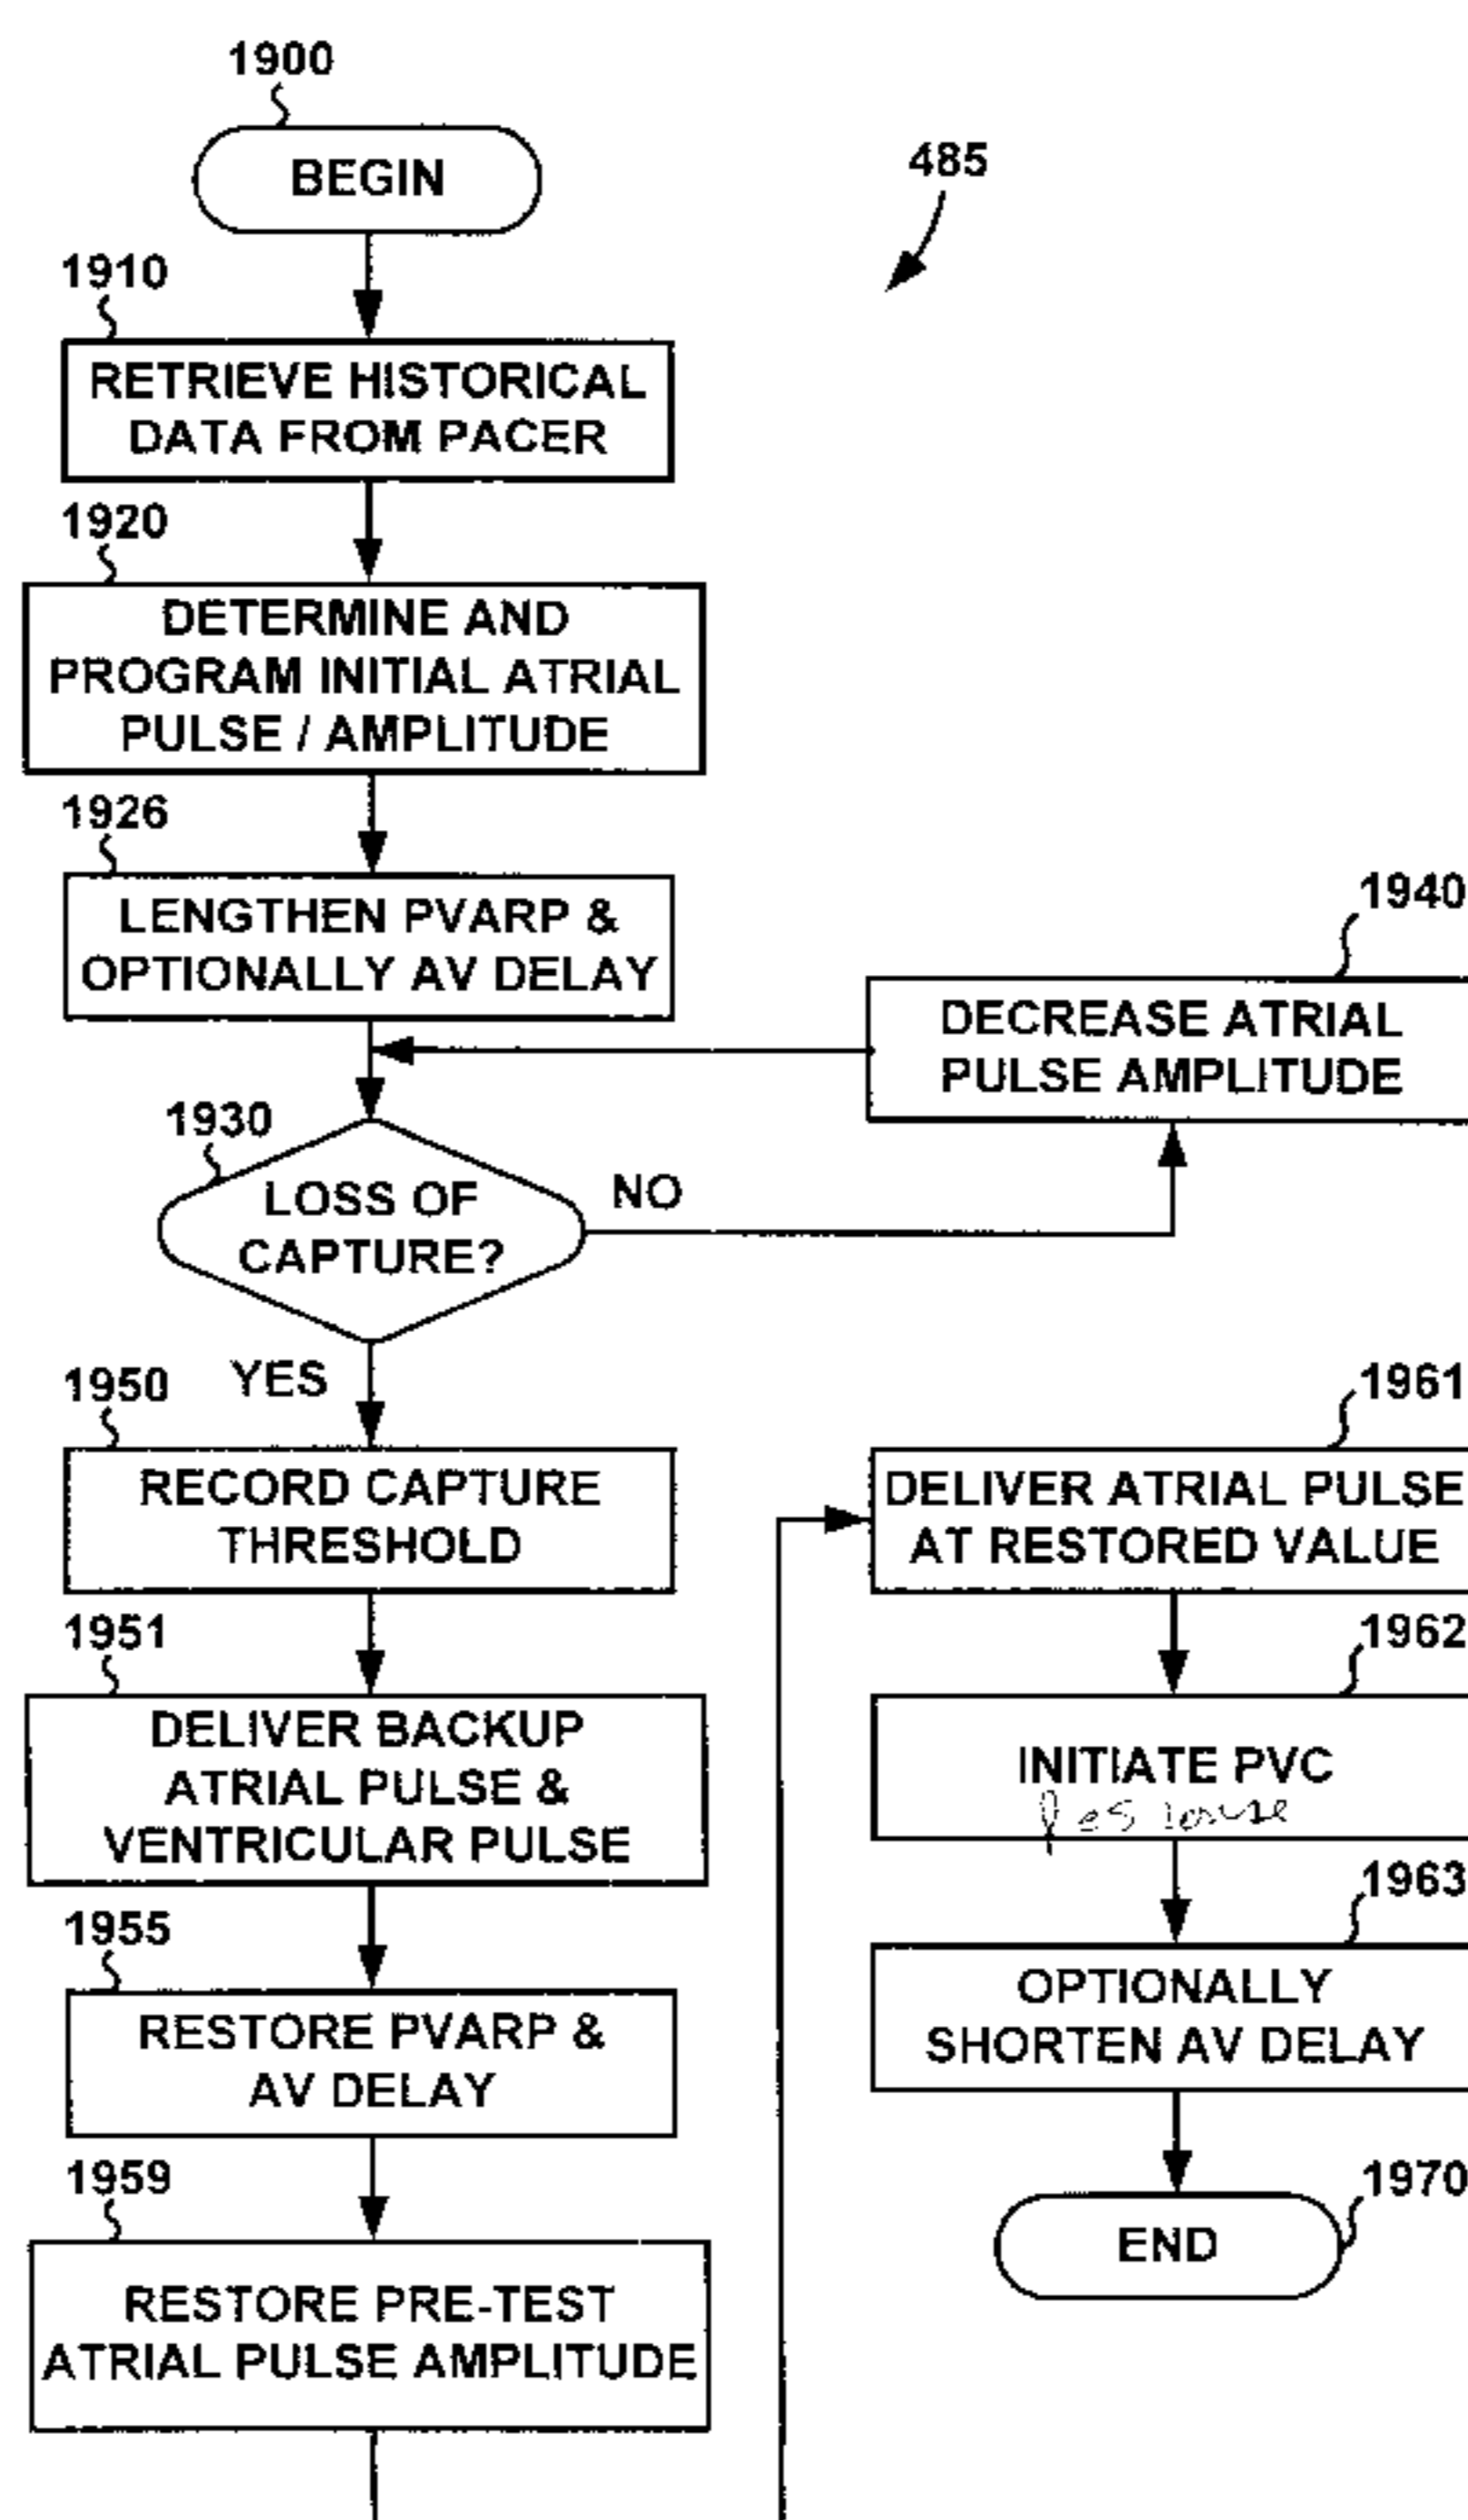 1900
BEGIN
485
1910
RETRIEVE HISTORICAL
DATA FROM PACER
1920
DETERMINE AND
PROGRAM INITIAL ATRIAL
PULSE / AMPLITUDE
1926
LENGTHEN PVARP &
OPTIONALLY AV DELAY
1940
DECREASE ATRIAL
PULSE AMPLITUDE
1930
LOSS OF
CAPTURE?
NO
YES
1950
RECORD CAPTURE
THRESHOLD
1951
DELIVER BACKUP
ATRIAL PULSE &
VENTRICULAR PULSE
1955
RESTORE PVARP &
AV DELAY
1959
RESTORE PRE-TEST
ATRIAL PULSE AMPLITUDE
1961
DELIVER ATRIAL PULSE
AT RESTORED VALUE
1962
INITIATE PVC
1963
OPTIONALLY
SHORTEN AV DELAY
1970
END